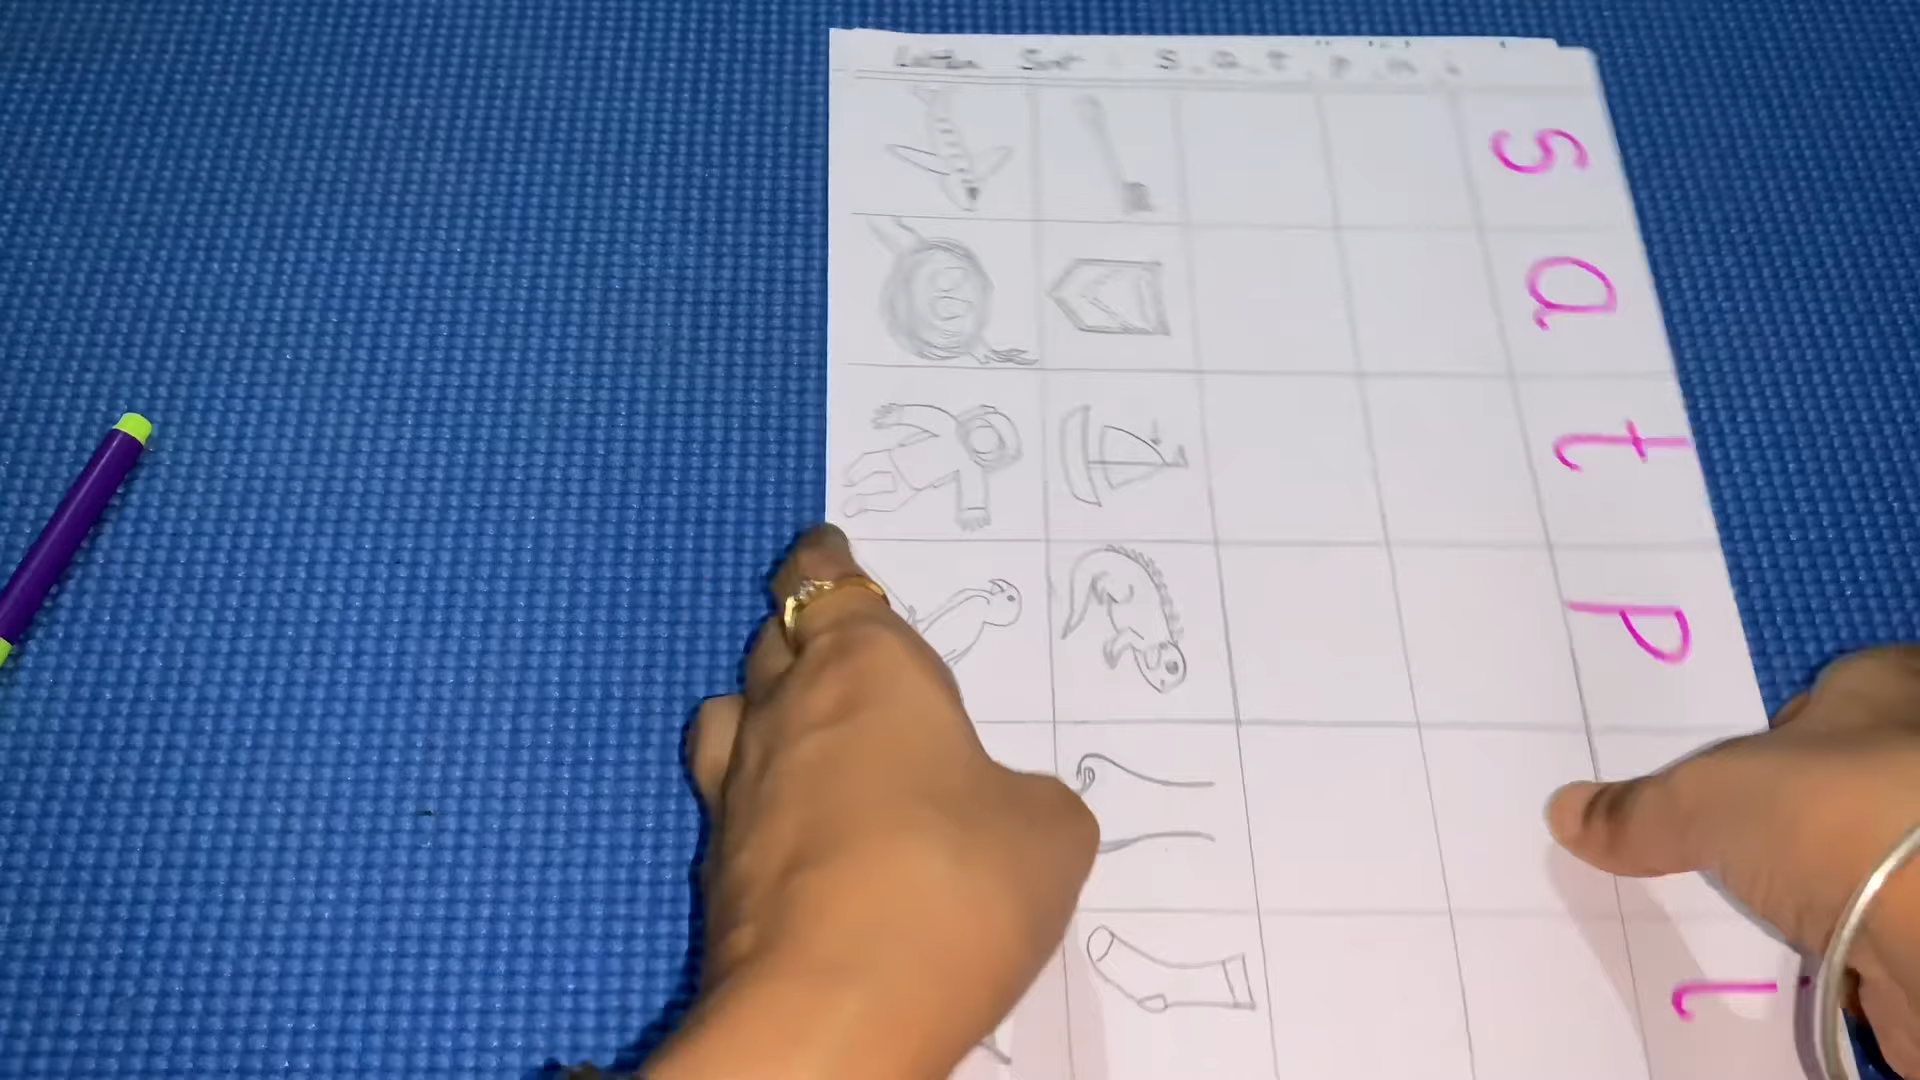 Letter Sort : S, a, t, p, n, i
S
a
t
P
i